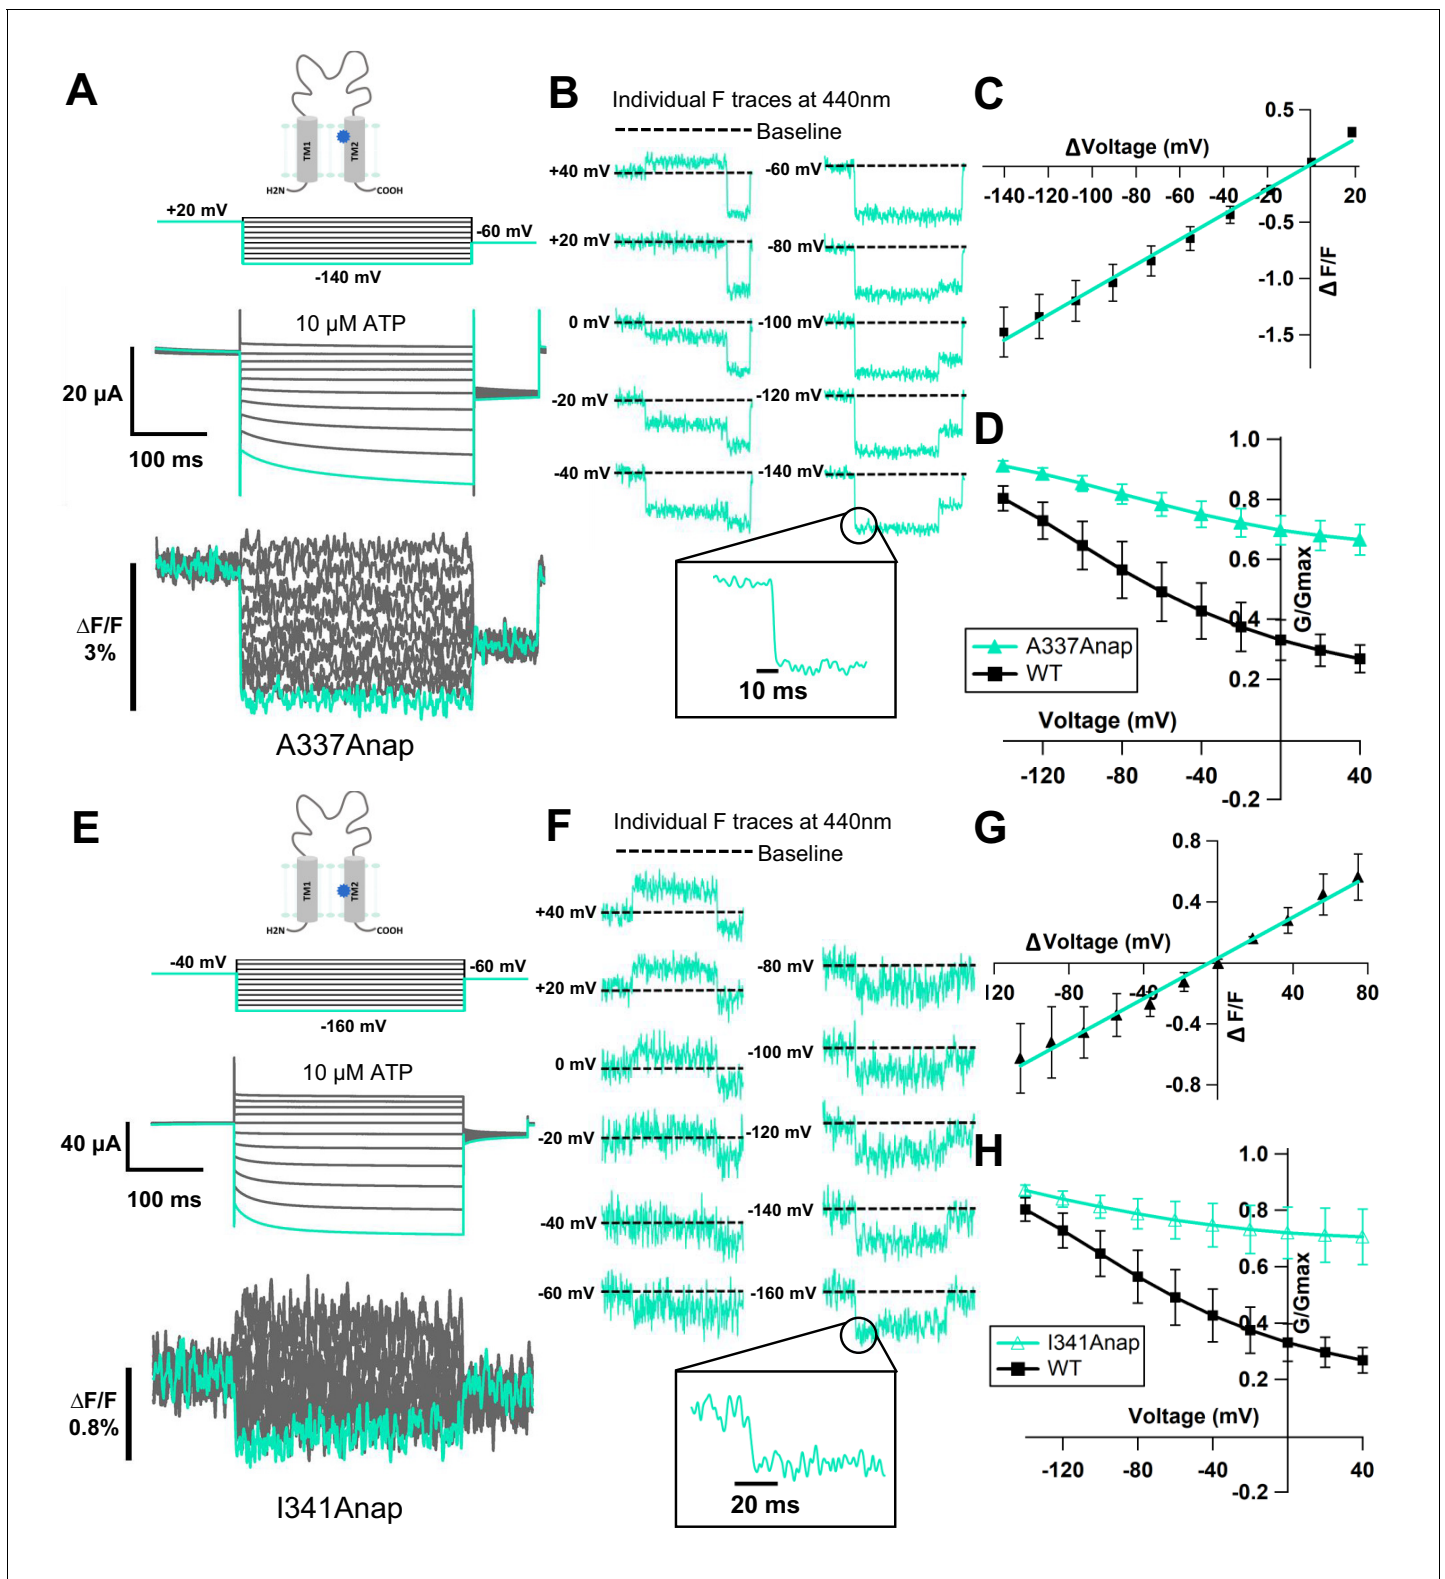 A
TM1
TM2
H2N
COOH
+20 mV
-60 mV
-140 mV
10 µM ATP
20 µA
100 ms
ΔF/F
3%
A337Anap
B
Individual F traces at 440nm
Baseline
+40 mV
+20 mV
0 mV
-20 mV
-40 mV
-60 mV
-80 mV
-100 mV
-120 mV
-140 mV
10 ms
C
0.5
ΔVoltage (mV)
-140 -120 -100 -80 -60 -40 -20 20
-0.5
-1.0
-1.5
Δ F/F
D
1.0
0.8
0.6
0.4
0.2
-0.2
G/Gmax
A337Anap
WT
Voltage (mV)
-120 -80 -40 40
E
TM1
TM2
H2N
COOH
-40 mV
-60 mV
-160 mV
10 µM ATP
40 µA
100 ms
ΔF/F
0.8%
I341Anap
F
Individual F traces at 440nm
Baseline
+40 mV
+20 mV
0 mV
-20 mV
-40 mV
-60 mV
-80 mV
-100 mV
-120 mV
-140 mV
-160 mV
20 ms
G
0.8
0.4
ΔVoltage (mV)
120 -80 -40 40 80
-0.4
-0.8
Δ F/F
H
1.0
0.8
0.6
0.4
0.2
-0.2
G/Gmax
I341Anap
WT
Voltage (mV)
-120 -80 -40 40